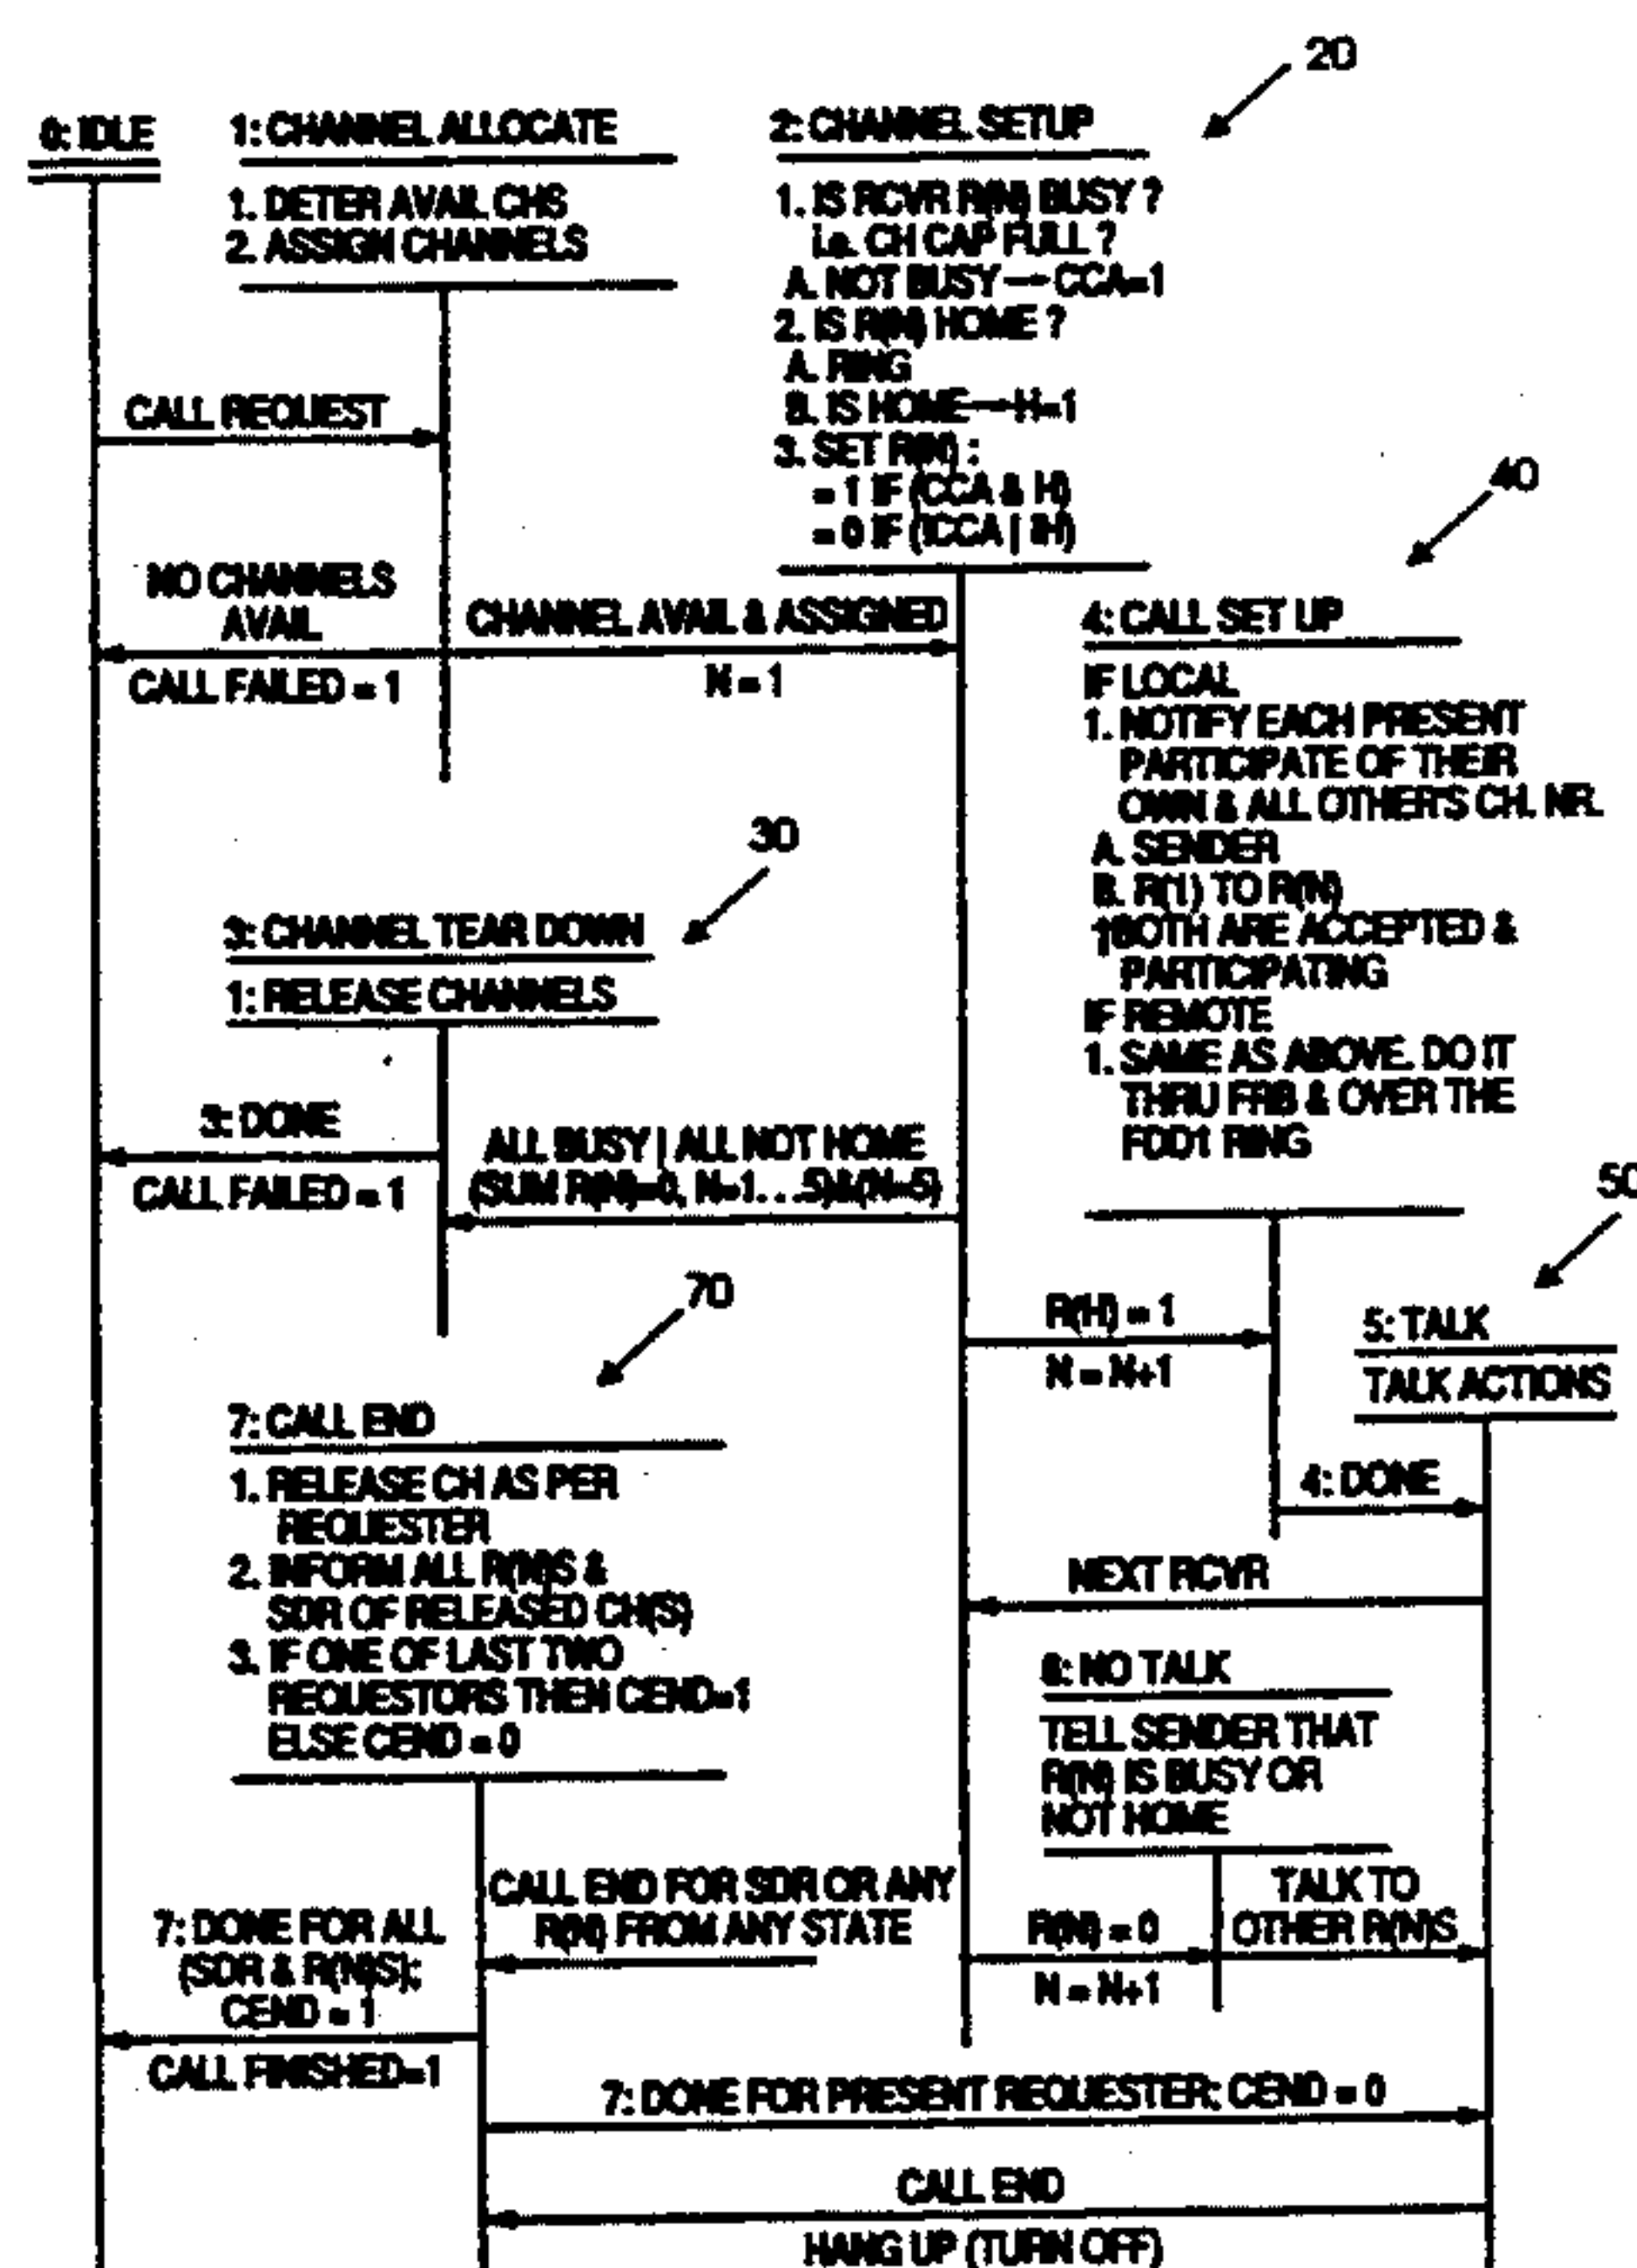 20
0: IDLE
1: CHANNEL ALLOCATE
2: CHANNEL SETUP
1. DETER AVAIL CHS
2. ASSIGN CHANNELS
1. IS RCVR R(N) BUSY ?
i.e. CH CAP FULL ?
A. NOT BUSY — CCA=1
2. IS R(N) HOME ?
A. RING
B. IS HOME — H=1
3. SET R(N) :
= 1 IF (CCA & H)
= 0 IF (!CCA | !H)
CALL REQUEST
40
NO CHANNELS
AVAIL
CALL FAILED = 1
CHANNEL AVAIL & ASSIGNED
N = 1
4: CALL SET UP
IF LOCAL
1. NOTIFY EACH PRESENT
PARTICIPATE OF THEIR
OWN & ALL OTHER'S CH. NR.
A. SENDER
B. R(1) TO R(N)
BOTH ARE ACCEPTED &
PARTICIPATING
IF REMOTE
1. SAME AS ABOVE. DO IT
THRU FRB & OVER THE
FDD1 RING
30
3: CHANNEL TEAR DOWN
1: RELEASE CHANNELS
3: DONE
CALL FAILED = 1
ALL BUSY | ALL NOT HOME
(SUM R(N)=0, N=1...5)&(N=5)
50
70
R(H) = 1
N = N+1
5: TALK
TALK ACTIONS
7: CALL END
1. RELEASE CH AS PER
REQUESTER
2. INFORM ALL R(N)S &
SDR OF RELEASED CH(S)
3. IF ONE OF LAST TWO
REQUESTORS THEN CEND=1
ELSE CEND = 0
4: DONE
NEXT RCVR
6: NO TALK
TELL SENDER THAT
R(N) IS BUSY OR
NOT HOME
CALL END FOR SDR OR ANY
R(N) FROM ANY STATE
7: DONE FOR ALL
(SDR & R(N)S);
CEND = 1
CALL FINISHED=1
R(N) = 0
N = N+1
TALK TO
OTHER R(N)S
7: DONE FOR PRESENT REQUESTER; CEND = 0
CALL END
HANG UP (TURN OFF)